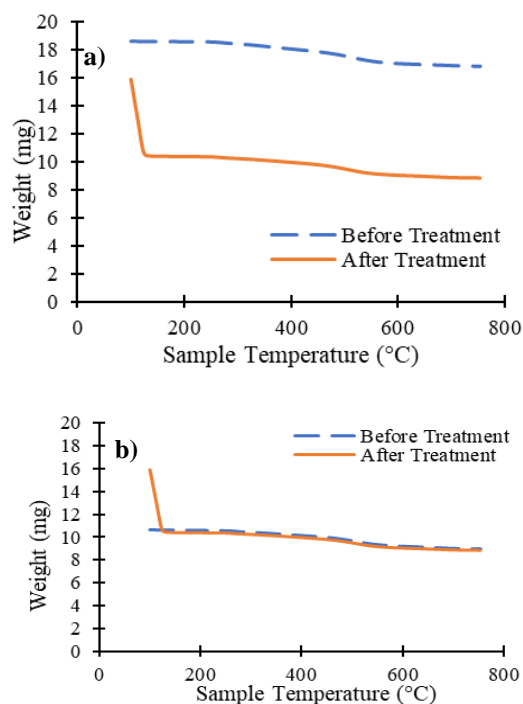 20
a)
18
16
14
12
10
8
6
4
2
0
Weight (mg)
Before Treatment
After Treatment
0 200 400 600 800
Sample Temperature (°C)
20
b)
18
16
14
12
10
8
6
4
2
0
Weight (mg)
Before Treatment
After Treatment
0 200 400 600 800
Sample Temperature (°C)